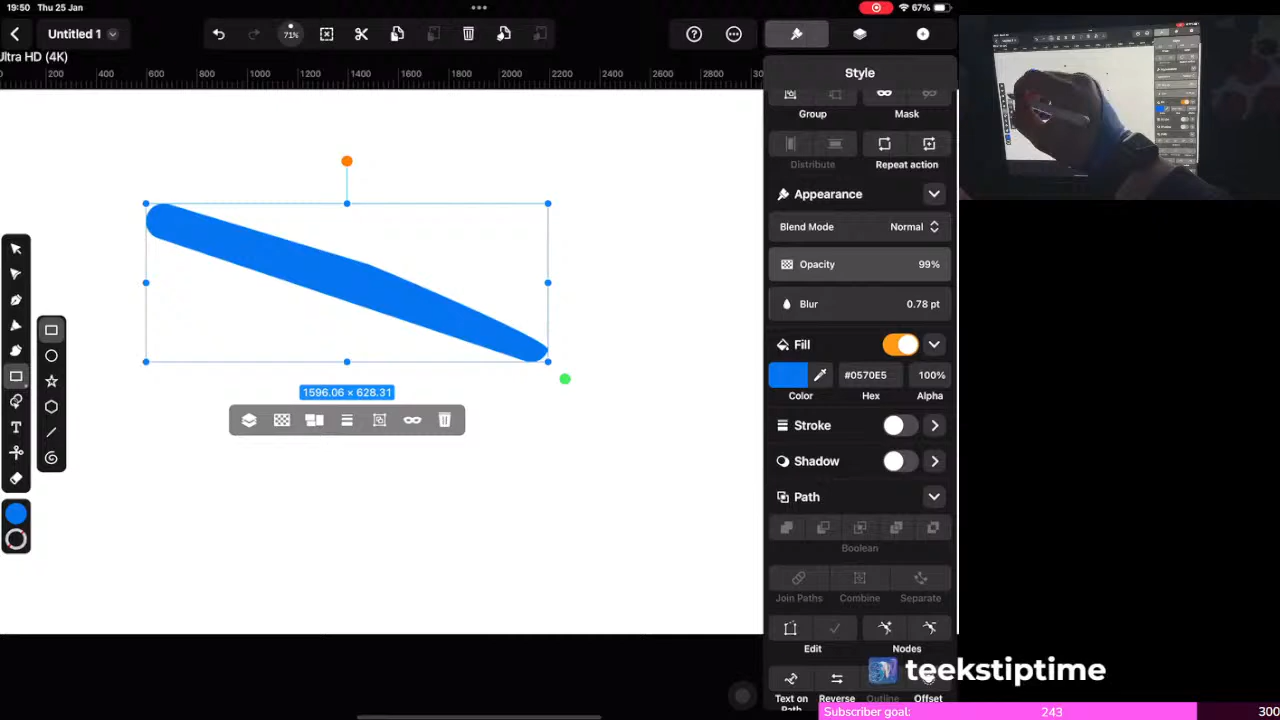 19:50 Thu 25 Jan
67%
Untitled 1
71%
Ultra HD (4K)
200 400 600 800 1000 1200 1400 1600 1800 2000 2200 2400 2600 2800
Style
Group Mask
Distribute Repeat action
Appearance
Blend Mode Normal
Opacity 99%
Blur 0.78 pt
Fill
#0570E5 100%
Color Hex Alpha
Stroke
Shadow
Path
Boolean
Join Paths Combine Separate
Edit Nodes
Text on Path Reverse Outline Offset
1596.06 × 628.31
T
teekstiptime
Subscriber goal: 243 300